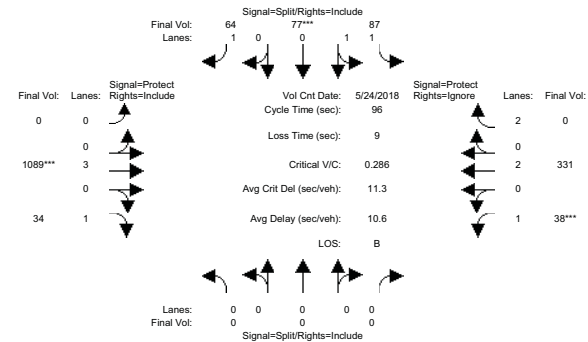 Signal=Split/Rights=Include
Final Vol: 64 77*** 87
Lanes: 1 0 0 1 1
Signal=Protect Signal=Protect
Final Vol: Lanes: Rights=Include Vol Cnt Date: 5/24/2018 Rights=Ignore Lanes: Final Vol:
Cycle Time (sec): 96
0 0 2 0
Loss Time (sec): 9
0 0
1089*** 3 Critical V/C: 0.286 2 331
0 Avg Crit Del (sec/veh): 11.3 0
34 1 Avg Delay (sec/veh): 10.6 1 38***
LOS: B
Lanes: 0 0 0 0 0
Final Vol: 0 0 0
Signal=Split/Rights=Include